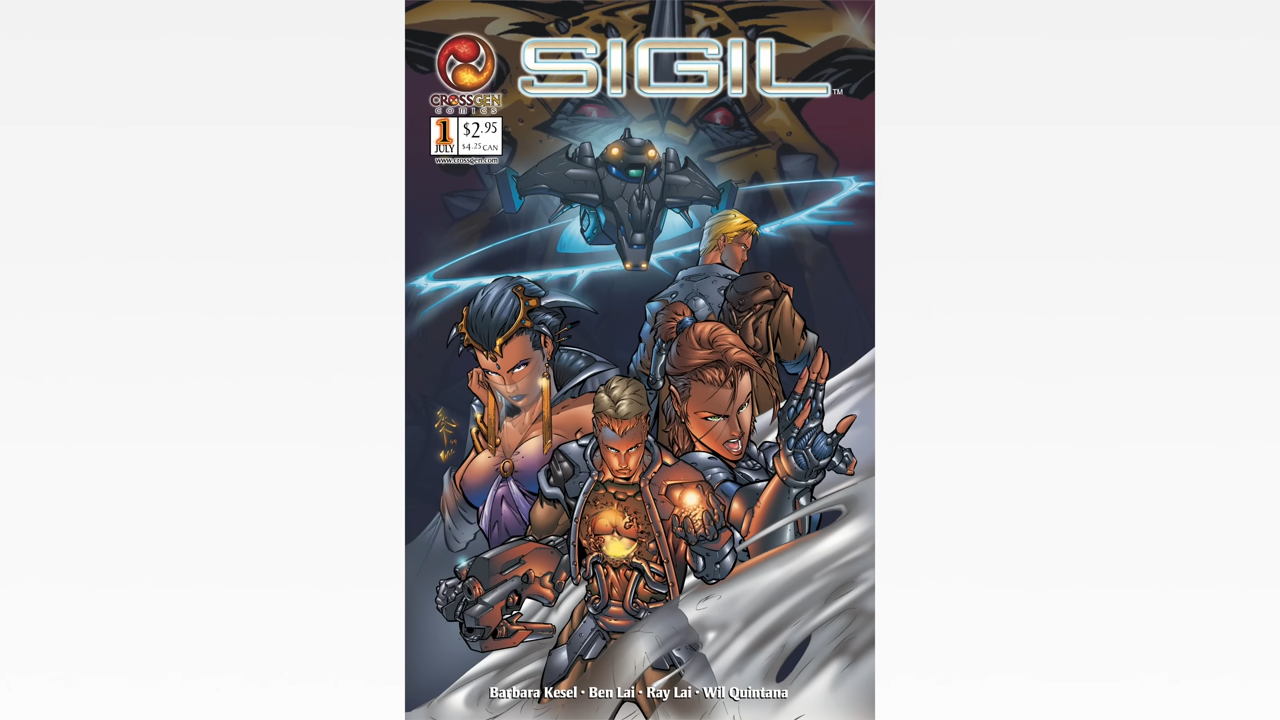 SIGIL™
CROSSGEN
COMICS
1 $2.95
JULY $4.25 CAN
www.crossgen.com
Barbara Kesel • Ben Lai • Ray Lai • Wil Quintana